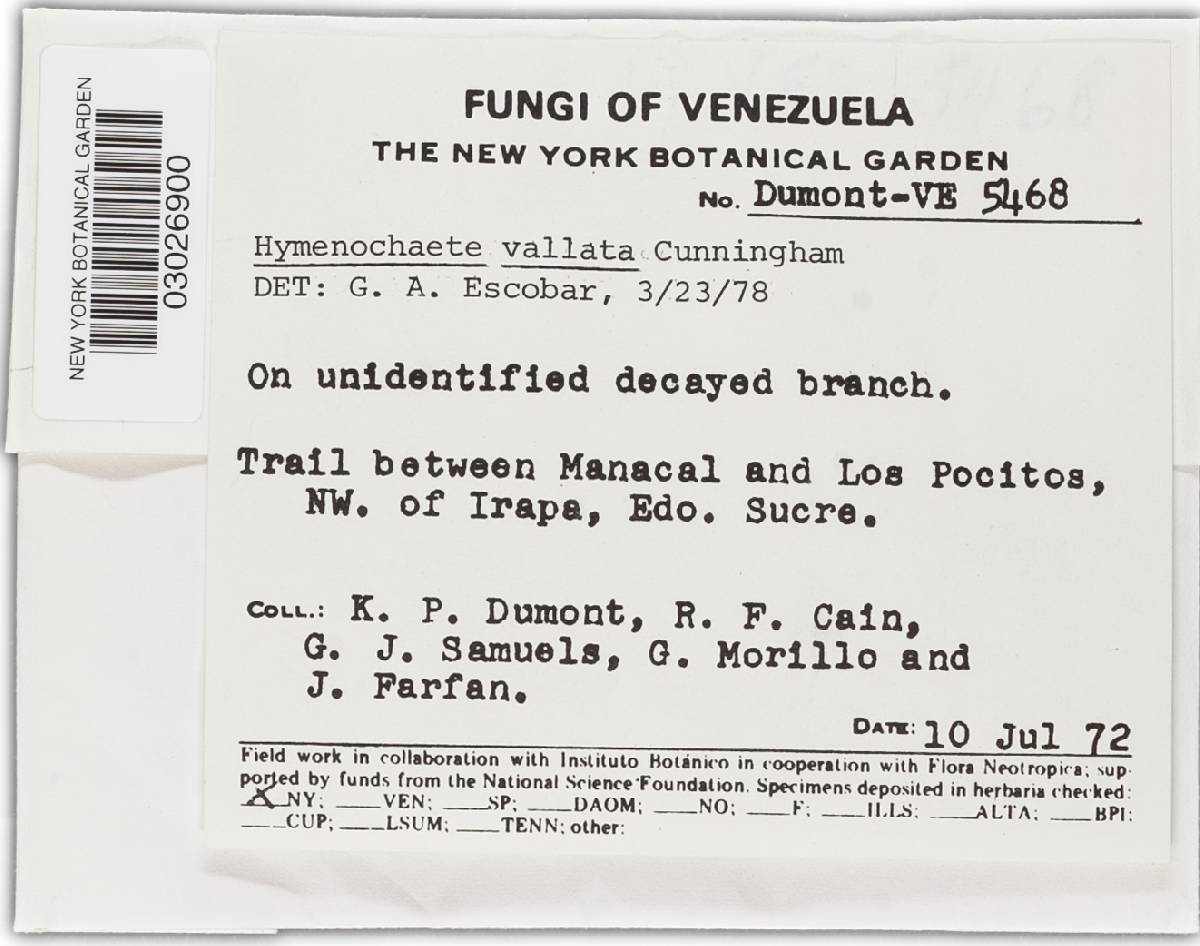 NEW YORK BOTANICAL GARDEN
03026900
FUNGI OF VENEZUELA
THE NEW YORK BOTANICAL GARDEN
No. Dumont-VE 5468
Hymenochaete vallata Cunningham
DET: G. A. Escobar, 3/23/78
On unidentified decayed branch.
Trail between Manacal and Los Pocitos,
NW. of Irapa, Edo. Sucre.
COLL.: K. P. Dumont, R. F. Cain,
G. J. Samuels, G. Morillo and
J. Farfan.
DATE: 10 Jul 72
Field work in collaboration with Instituto Botánico in cooperation with Flora Neotropica; sup-
ported by funds from the National Science Foundation. Specimens deposited in herbaria checked:
X NY; ___VEN; ___SP; ___DAOM; ___NO; ___F; ___ILLS; ___ALTA; ___BPI;
___CUP; ___LSUM; ___TENN; other: